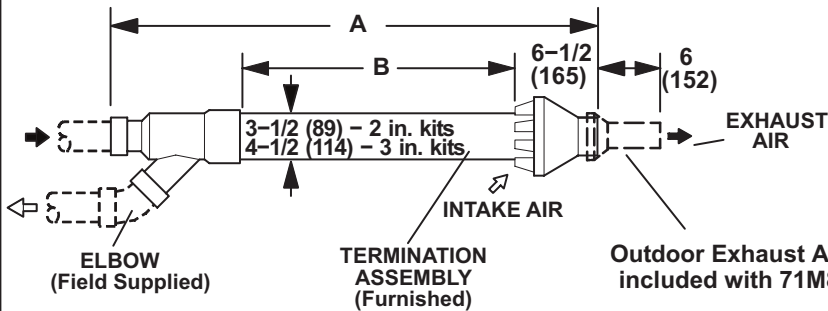 A
B
6−1/2
(165)
6
(152)
3−1/2 (89) − 2 in. kits
4−1/2 (114) − 3 in. kits
EXHAUST
AIR
INTAKE AIR
ELBOW
(Field Supplied)
TERMINATION
ASSEMBLY
(Furnished)
Outdoor Exhaust A
included with 71M